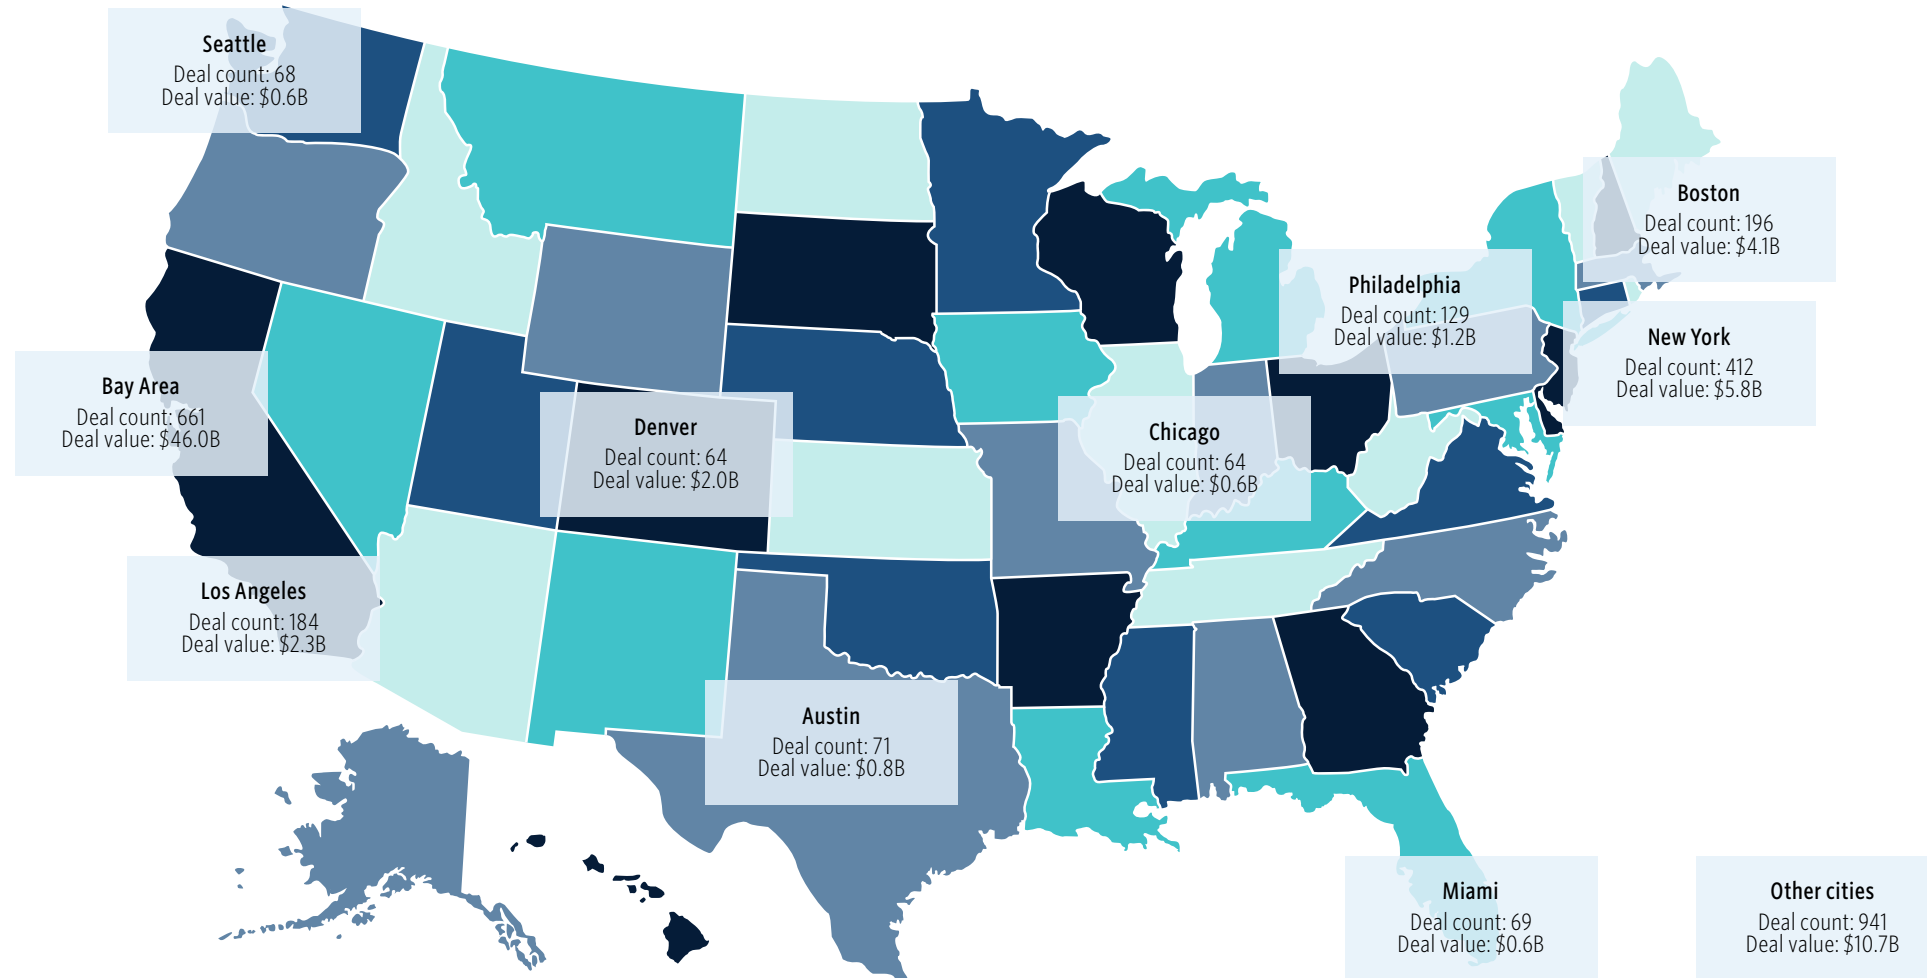 Seattle
Deal count: 68
Deal value: $0.6B
Boston
Deal count: 196
Deal value: $4.1B
Philadelphia
Deal count: 129
Deal value: $1.2B
New York
Deal count: 412
Deal value: $5.8B
Bay Area
Deal count: 661
Deal value: $46.0B
Denver
Deal count: 64
Deal value: $2.0B
Chicago
Deal count: 64
Deal value: $0.6B
Los Angeles
Deal count: 184
Deal value: $2.3B
Austin
Deal count: 71
Deal value: $0.8B
Miami
Deal count: 69
Deal value: $0.6B
Other cities
Deal count: 941
Deal value: $10.7B